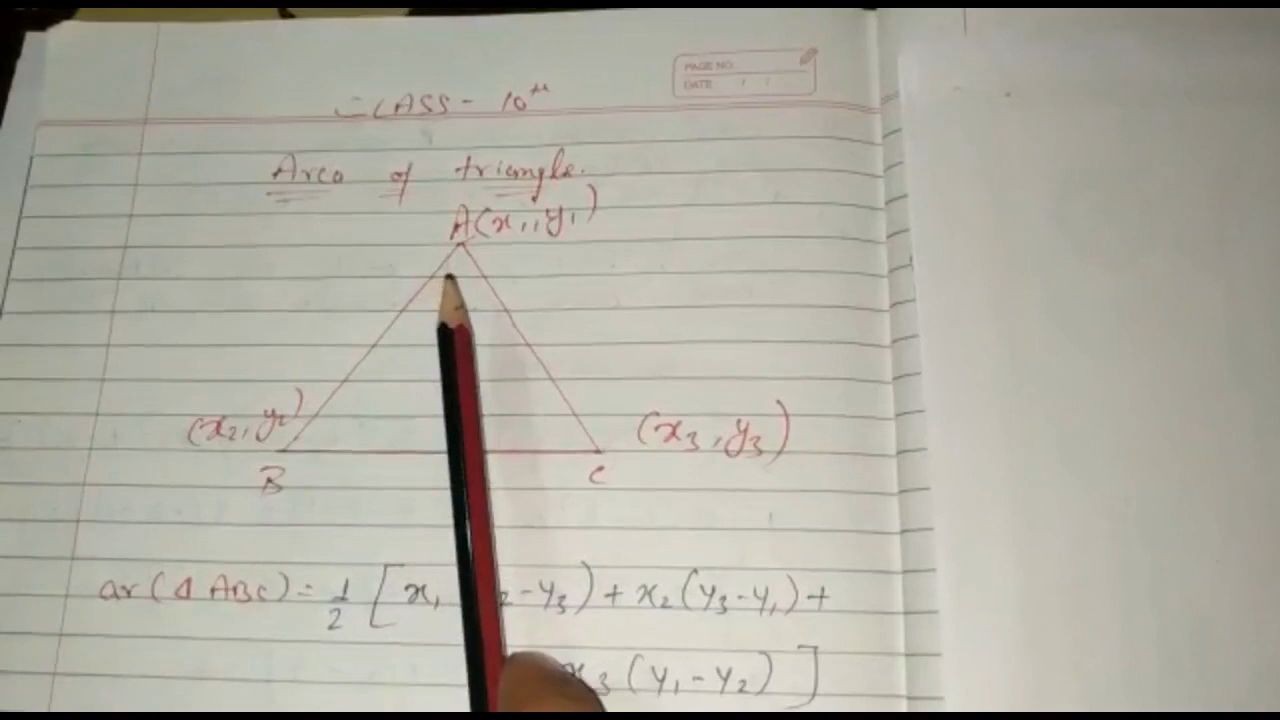 PAGE NO.
DATE / /
CLASS - 10th
Area of triangle.
A(x₁, y₁)
(x₂, y₂)
(x₃, y₃)
B
C
ar(Δ ABC) = 1/2 [ x₁ 2 - y₃) + x₂ (y₃ - y₁) +
x₃ (y₁ - y₂) ]